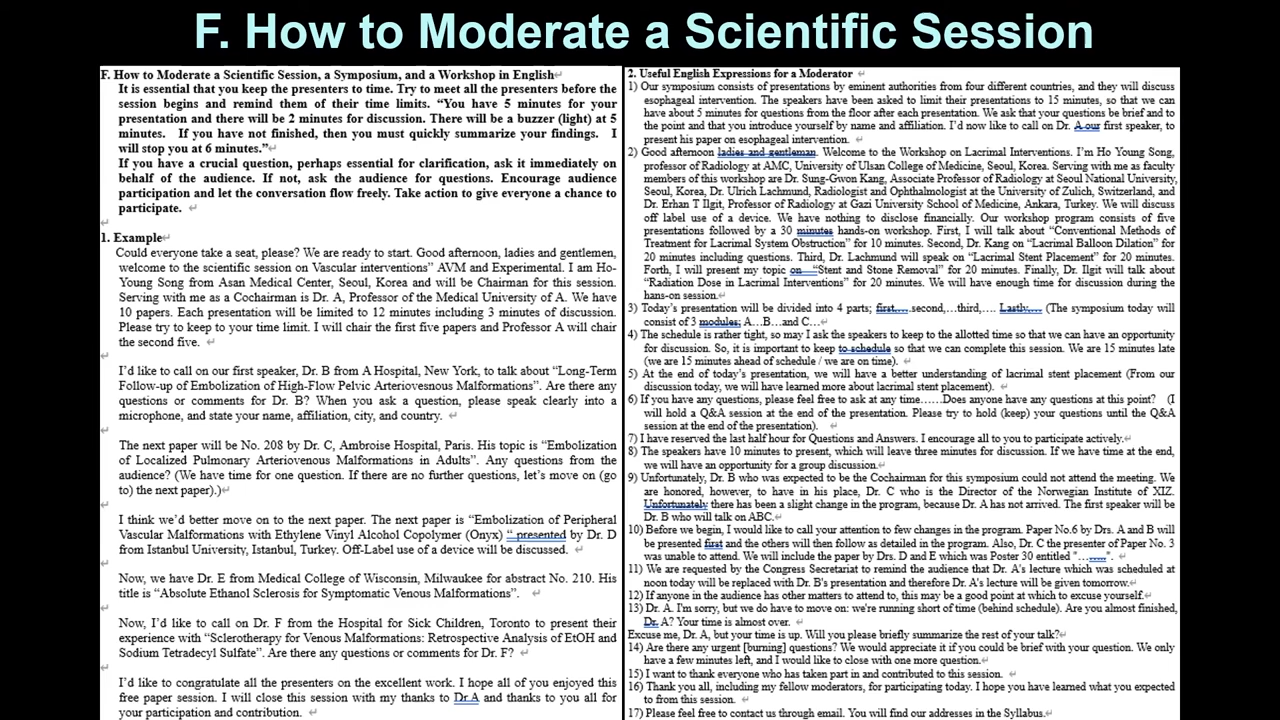 F. How to Moderate a Scientific Session
F. How to Moderate a Scientific Session, a Symposium, and a Workshop in English
It is essential that you keep the presenters to time. Try to meet all the presenters before the
session begins and remind them of their time limits. “You have 5 minutes for your
presentation and there will be 2 minutes for discussion. There will be a buzzer (light) at 5
minutes. If you have not finished, then you must quickly summarize your findings. I
will stop you at 6 minutes.”
If you have a crucial question, perhaps essential for clarification, ask it immediately on
behalf of the audience. If not, ask the audience for questions. Encourage audience
participation and let the conversation flow freely. Take action to give everyone a chance to
participate.
1. Example
Could everyone take a seat, please? We are ready to start. Good afternoon, ladies and gentlemen,
welcome to the scientific session on Vascular interventions” AVM and Experimental. I am Ho-
Young Song from Asan Medical Center, Seoul, Korea and will be Chairman for this session.
Serving with me as a Cochairman is Dr. A, Professor of the Medical University of A. We have
10 papers. Each presentation will be limited to 12 minutes including 3 minutes of discussion.
Please try to keep to your time limit. I will chair the first five papers and Professor A will chair
the second five.
I’d like to call on our first speaker, Dr. B from A Hospital, New York, to talk about “Long-Term
Follow-up of Embolization of High-Flow Pelvic Arteriovesnous Malformations”. Are there any
questions or comments for Dr. B? When you ask a question, please speak clearly into a
microphone, and state your name, affiliation, city, and country.
The next paper will be No. 208 by Dr. C, Ambroise Hospital, Paris. His topic is “Embolization
of Localized Pulmonary Arteriovenous Malformations in Adults”. Any questions from the
audience? (We have time for one question. If there are no further questions, let’s move on (go
to) the next paper).)
I think we’d better move on to the next paper. The next paper is “Embolization of Peripheral
Vascular Malformations with Ethylene Vinyl Alcohol Copolymer (Onyx) “ presented by Dr. D
from Istanbul University, Istanbul, Turkey. Off-Label use of a device will be discussed.
Now, we have Dr. E from Medical College of Wisconsin, Milwaukee for abstract No. 210. His
title is “Absolute Ethanol Sclerosis for Symptomatic Venous Malformations”.
Now, I’d like to call on Dr. F from the Hospital for Sick Children, Toronto to present their
experience with “Sclerotherapy for Venous Malformations: Retrospective Analysis of EtOH and
Sodium Tetradecyl Sulfate”. Are there any questions or comments for Dr. F?
I’d like to congratulate all the presenters on the excellent work. I hope all of you enjoyed this
free paper session. I will close this session with my thanks to Dr.A and thanks to you all for
your participation and contribution.
2. Useful English Expressions for a Moderator
1) Our symposium consists of presentations by eminent authorities from four different countries, and they will discuss
esophageal intervention. The speakers have been asked to limit their presentations to 15 minutes, so that we can
have about 5 minutes for questions from the floor after each presentation. We ask that your questions be brief and to
the point and that you introduce yourself by name and affiliation. I’d now like to call on Dr. A our first speaker, to
present his paper on esophageal intervention.
2) Good afternoon ladies and gentleman. Welcome to the Workshop on Lacrimal Interventions. I’m Ho Young Song,
professor of Radiology at AMC, University of Ulsan College of Medicine, Seoul, Korea. Serving with me as faculty
members of this workshop are Dr. Sung-Gwon Kang, Associate Professor of Radiology at Seoul National University,
Seoul, Korea, Dr. Ulrich Lachmund, Radiologist and Ophthalmologist at the University of Zulich, Switzerland, and
Dr. Erhan T Ilgit, Professor of Radiology at Gazi University School of Medicine, Ankara, Turkey. We will discuss
off label use of a device. We have nothing to disclose financially. Our workshop program consists of five
presentations followed by a 30 minutes hands-on workshop. First, I will talk about “Conventional Methods of
Treatment for Lacrimal System Obstruction” for 10 minutes. Second, Dr. Kang on “Lacrimal Balloon Dilation” for
20 minutes including questions. Third, Dr. Lachmund will speak on “Lacrimal Stent Placement” for 20 minutes.
Forth, I will present my topic on “Stent and Stone Removal” for 20 minutes. Finally, Dr. Ilgit will talk about
“Radiation Dose in Lacrimal Interventions” for 20 minutes. We will have enough time for discussion during the
hans-on session.
3) Today’s presentation will be divided into 4 parts; first,….second,…third,…. Lastly,… (The symposium today will
consist of 3 modules; A…B…and C…
4) The schedule is rather tight, so may I ask the speakers to keep to the allotted time so that we can have an opportunity
for discussion. So, it is important to keep to schedule so that we can complete this session. We are 15 minutes late
(we are 15 minutes ahead of schedule / we are on time).
5) At the end of today’s presentation, we will have a better understanding of lacrimal stent placement (From our
discussion today, we will have learned more about lacrimal stent placement).
6) If you have any questions, please feel free to ask at any time……Does anyone have any questions at this point? (I
will hold a Q&A session at the end of the presentation. Please try to hold (keep) your questions until the Q&A
session at the end of the presentation).
7) I have reserved the last half hour for Questions and Answers. I encourage all to you to participate actively.
8) The speakers have 10 minutes to present, which will leave three minutes for discussion. If we have time at the end,
we will have an opportunity for a group discussion.
9) Unfortunately, Dr. B who was expected to be the Cochairman for this symposium could not attend the meeting. We
are honored, however, to have in his place, Dr. C who is the Director of the Norwegian Institute of XIZ.
Unfortunately there has been a slight change in the program, because Dr. A has not arrived. The first speaker will be
Dr. B who will talk on ABC.
10) Before we begin, I would like to call your attention to few changes in the program. Paper No.6 by Drs. A and B will
be presented first and the others will then follow as detailed in the program. Also, Dr. C the presenter of Paper No. 3
was unable to attend. We will include the paper by Drs. D and E which was Poster 30 entitled "…….".
11) We are requested by the Congress Secretariat to remind the audience that Dr. A's lecture which was scheduled at
noon today will be replaced with Dr. B's presentation and therefore Dr. A's lecture will be given tomorrow.
12) If anyone in the audience has other matters to attend to, this may be a good point at which to excuse yourself.
13) Dr. A. I'm sorry, but we do have to move on: we're running short of time (behind schedule). Are you almost finished,
Dr. A? Your time is almost over.
Excuse me, Dr. A, but your time is up. Will you please briefly summarize the rest of your talk?
14) Are there any urgent [burning] questions? We would appreciate it if you could be brief with your question. We only
have a few minutes left, and I would like to close with one more question.
15) I want to thank everyone who has taken part in and contributed to this session.
16) Thank you all, including my fellow moderators, for participating today. I hope you have learned what you expected
to from this session.
17) Please feel free to contact us through email. You will find our addresses in the Syllabus.